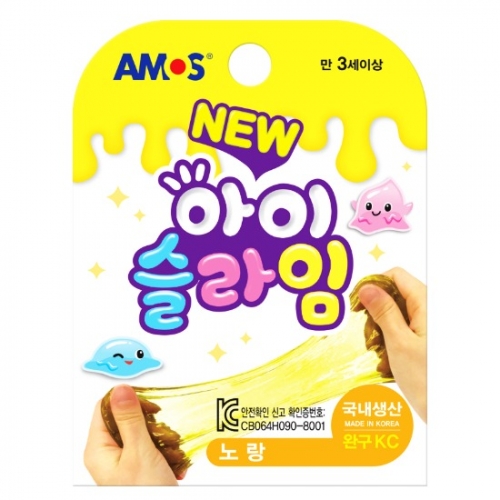 AMOS®
만 3세이상
NEW
아이
슬라임
KC 안전확인 신고 확인증번호:
CB064H090-8001
국내생산
MADE IN KOREA
완구 KC
노랑